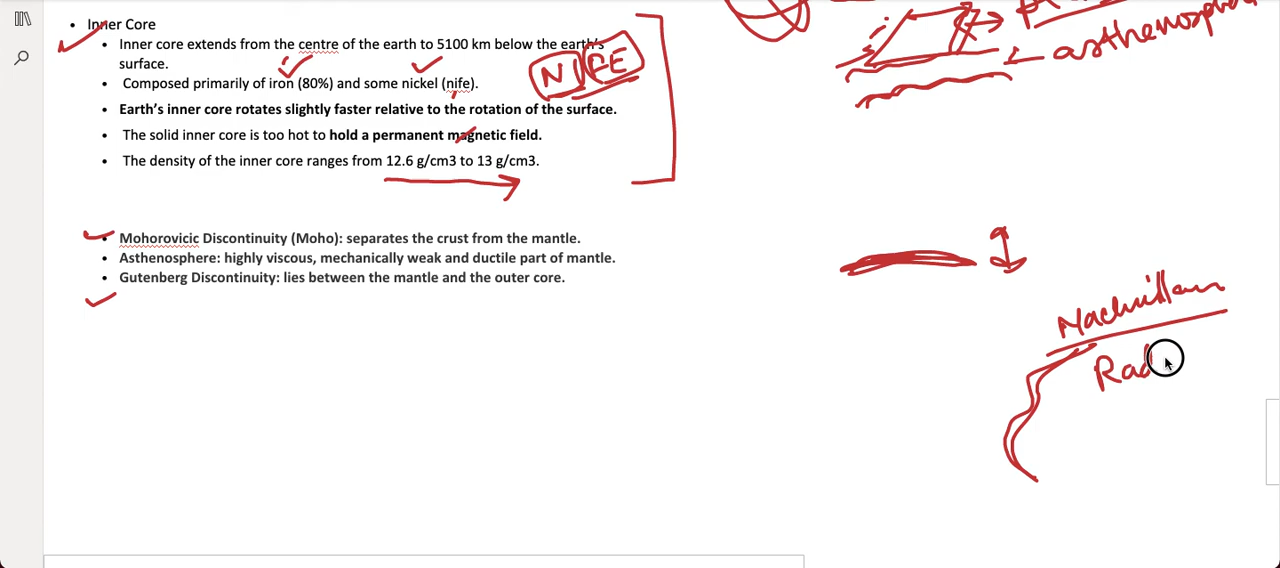 Inner Core
Inner core extends from the centre of the earth to 5100 km below the earth's
surface.
Composed primarily of iron (80%) and some nickel (nife).
NIFE
Earth's inner core rotates slightly faster relative to the rotation of the surface.
The solid inner core is too hot to hold a permanent magnetic field.
The density of the inner core ranges from 12.6 g/cm3 to 13 g/cm3.
Mohorovicic Discontinuity (Moho): separates the crust from the mantle.
Asthenosphere: highly viscous, mechanically weak and ductile part of mantle.
Gutenberg Discontinuity: lies between the mantle and the outer core.
asthenosphe
Macmillan
Rad